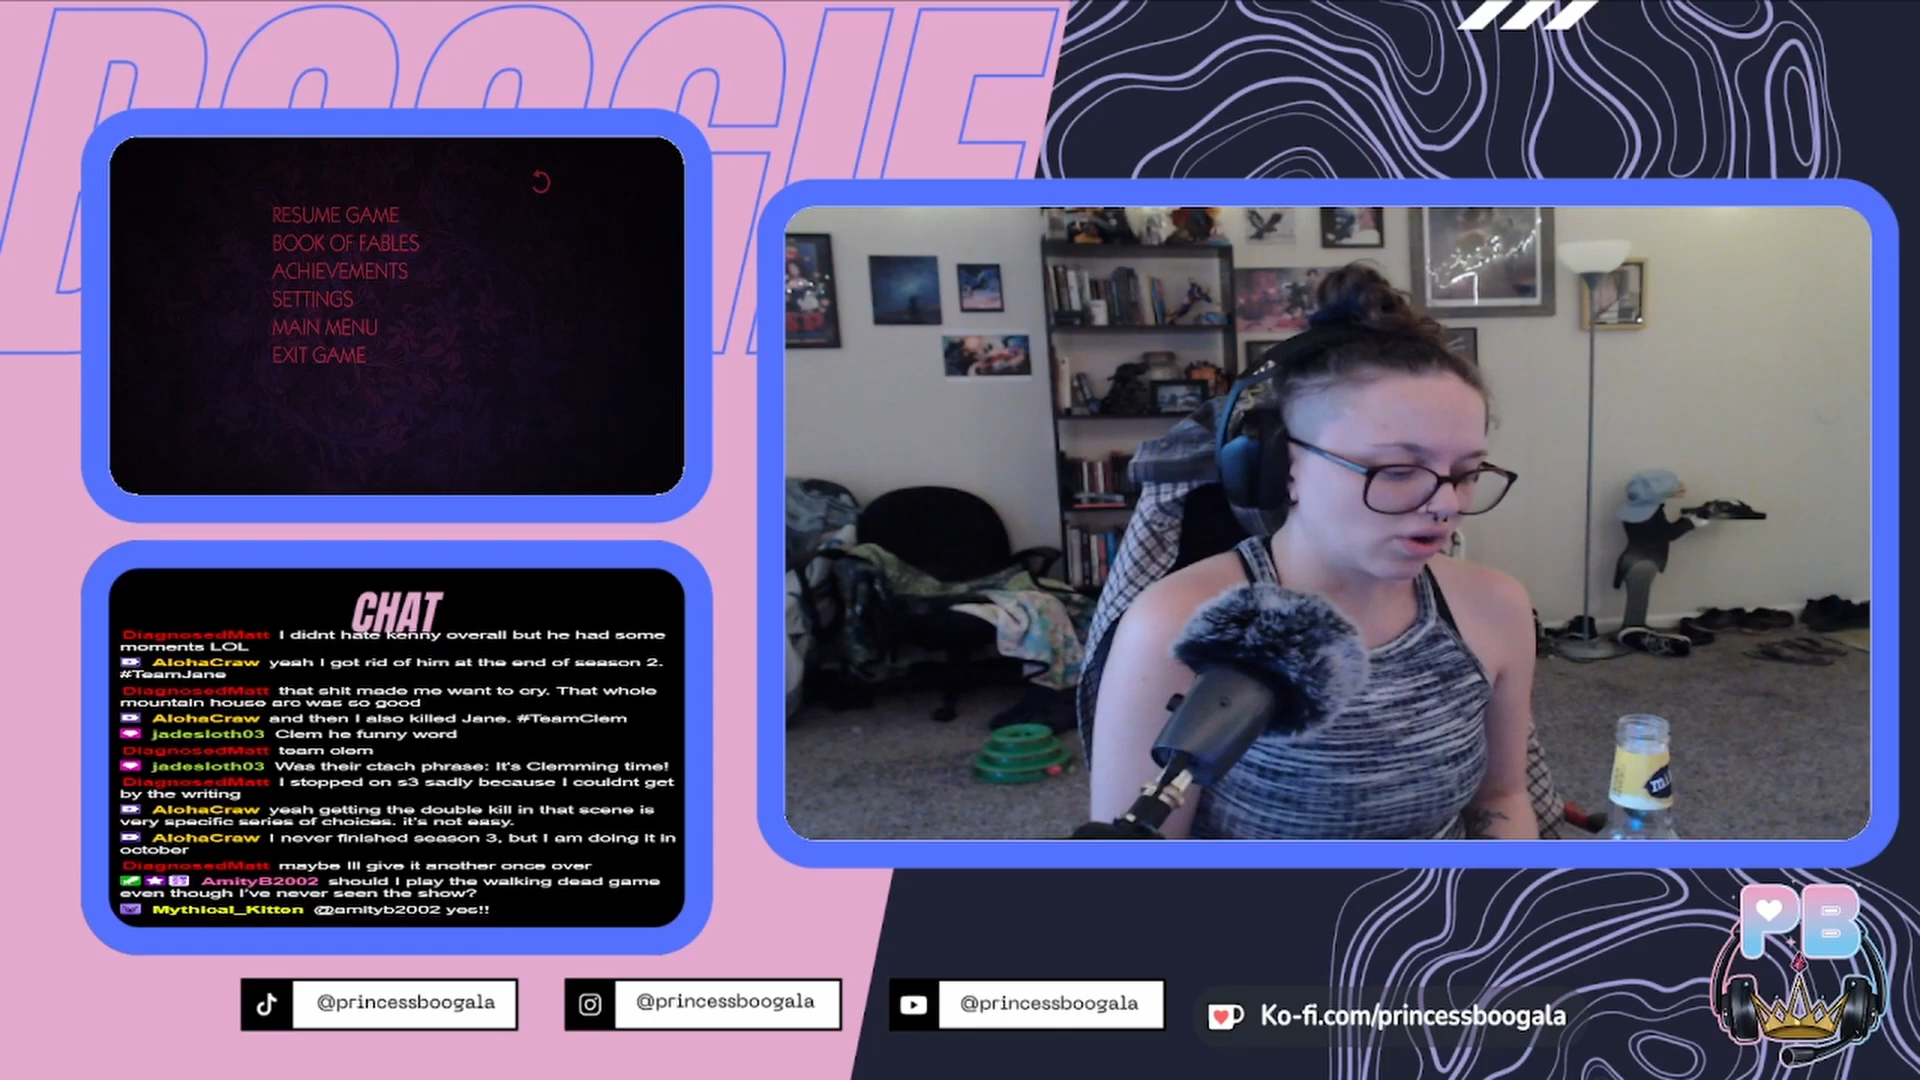 BOOGIE
RESUME GAME
BOOK OF FABLES
ACHIEVEMENTS
SETTINGS
MAIN MENU
EXIT GAME
CHAT
DiagnosedMatt I didnt hate kenny overall but he had some
moments LOL
AlohaCraw yeah I got rid of him at the end of season 2.
#TeamJane
DiagnosedMatt that shit made me want to cry. That whole
mountain house arc was so good
AlohaCraw and then I also killed Jane. #TeamClem
jadesloth03 Clem he funny word
DiagnosedMatt team clem
jadesloth03 Was their ctach phrase: It's Clemming time!
DiagnosedMatt I stopped on s3 sadly because I couldnt get
by the writing
AlohaCraw yeah getting the double kill in that scene is
very specific series of choices. it's not easy.
AlohaCraw I never finished season 3, but I am doing it in
october
DiagnosedMatt maybe Ill give it another once over
AmityB2002 should I play the walking dead game
even though I've never seen the show?
Mythical_Kitten @amityb2002 yes!!
@princessboogala
@princessboogala
@princessboogala
Ko-fi.com/princessboogala
PB